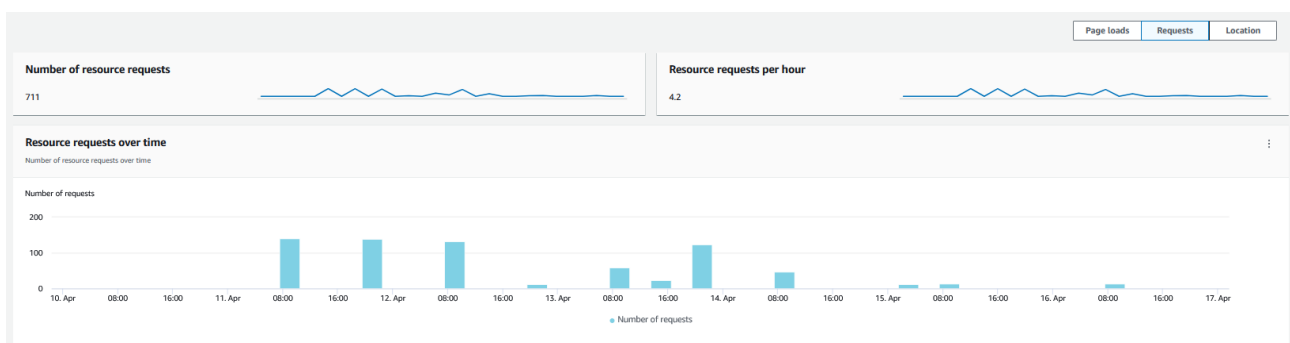 Page loads Requests Location
Number of resource requests
711
Resource requests per hour
4.2
Resource requests over time
Number of resource requests over time
Number of requests
200
100
0
10. Apr 08:00 16:00 11. Apr 08:00 16:00 12. Apr 08:00 16:00 13. Apr 08:00 16:00 14. Apr 08:00 16:00 15. Apr 08:00 16:00 16. Apr 08:00 16:00 17. Apr
Number of requests